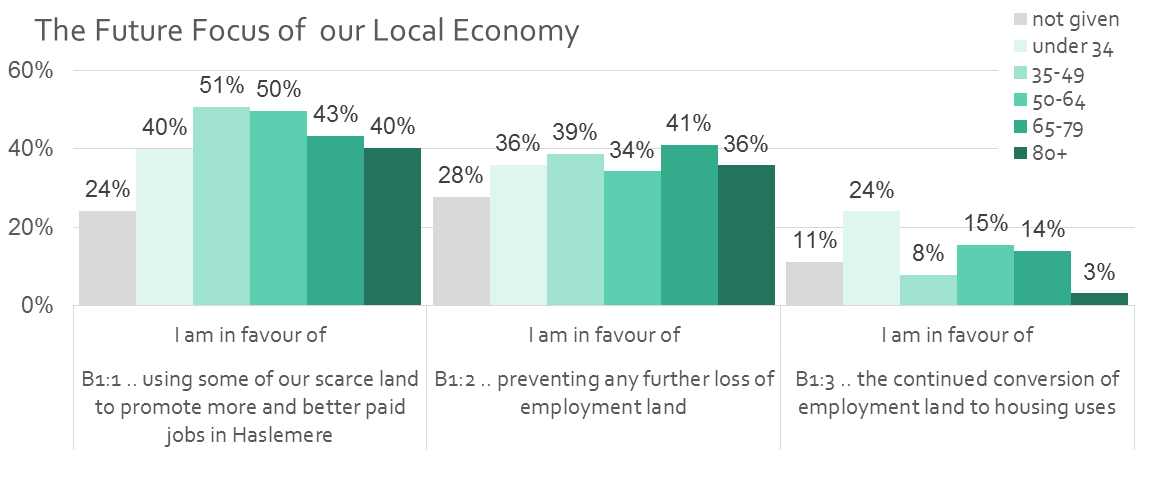 The Future Focus of our Local Economy
not given
under 34
35-49
50-64
65-79
80+
60%
40%
20%
0%
24%
40%
51%
50%
43%
40%
28%
36%
39%
34%
41%
36%
11%
24%
8%
15%
14%
3%
I am in favour of
B1:1 .. using some of our scarce land
to promote more and better paid
jobs in Haslemere
I am in favour of
B1:2 .. preventing any further loss of
employment land
I am in favour of
B1:3 .. the continued conversion of
employment land to housing uses